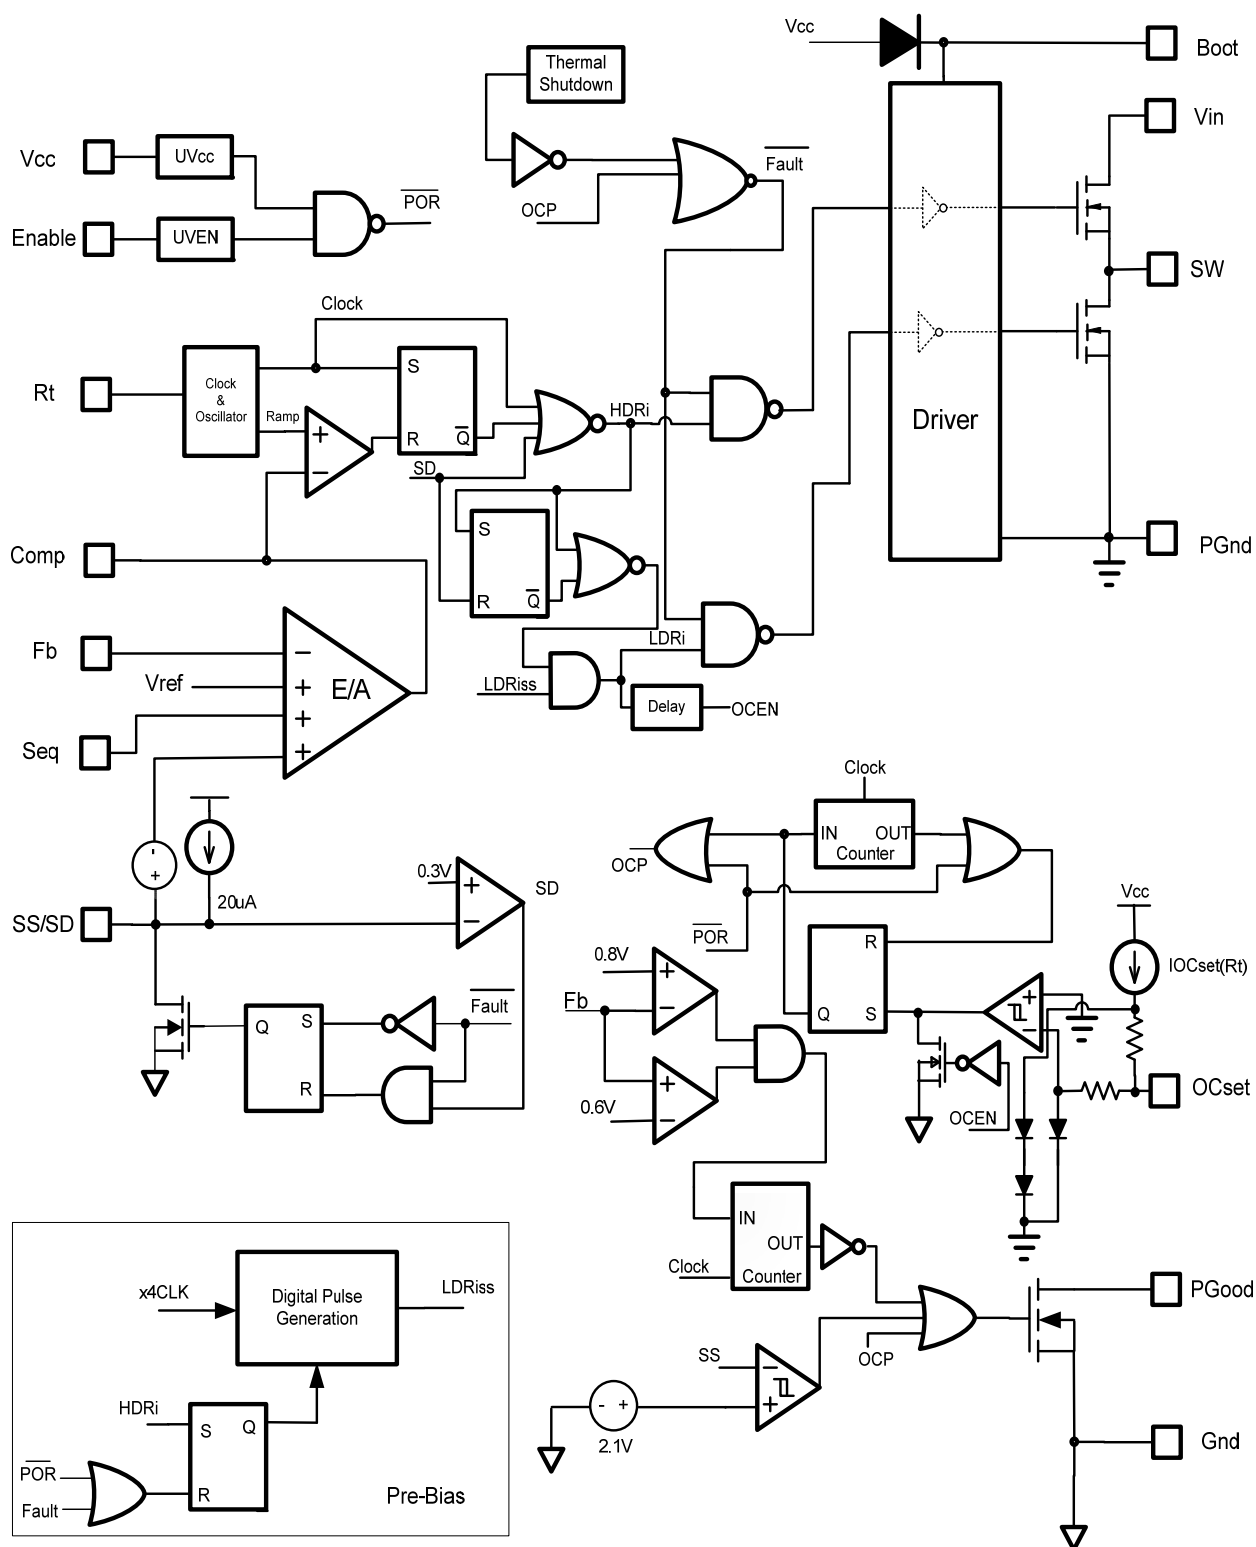 Vcc
Boot
Thermal
Shutdown
Vin
Fault
Vcc
UVcc
POR
OCP
Enable
UVEN
SW
Clock
Rt
Clock
&
Oscillator
Ramp
+
−
S
R
Q
HDRi
SD
Driver
S
R
Q
Comp
PGnd
LDRi
Fb
−
Vref
+
E/A
+
Seq
+
LDRiss
Delay
OCEN
Clock
IN
OUT
Counter
OCP
-
+
20uA
0.3V
+
−
SD
SS/SD
Vcc
POR
R
Q
S
IOCset(Rt)
0.8V
+
−
Fb
Fault
Q
S
R
+
−
0.6V
+
−
OCEN
OCset
IN
OUT
Counter
Clock
PGood
x4CLK
Digital Pulse
Generation
LDRiss
SS
−
+
OCP
- +
2.1V
HDRi
S
Q
R
POR
Fault
Pre-Bias
Gnd